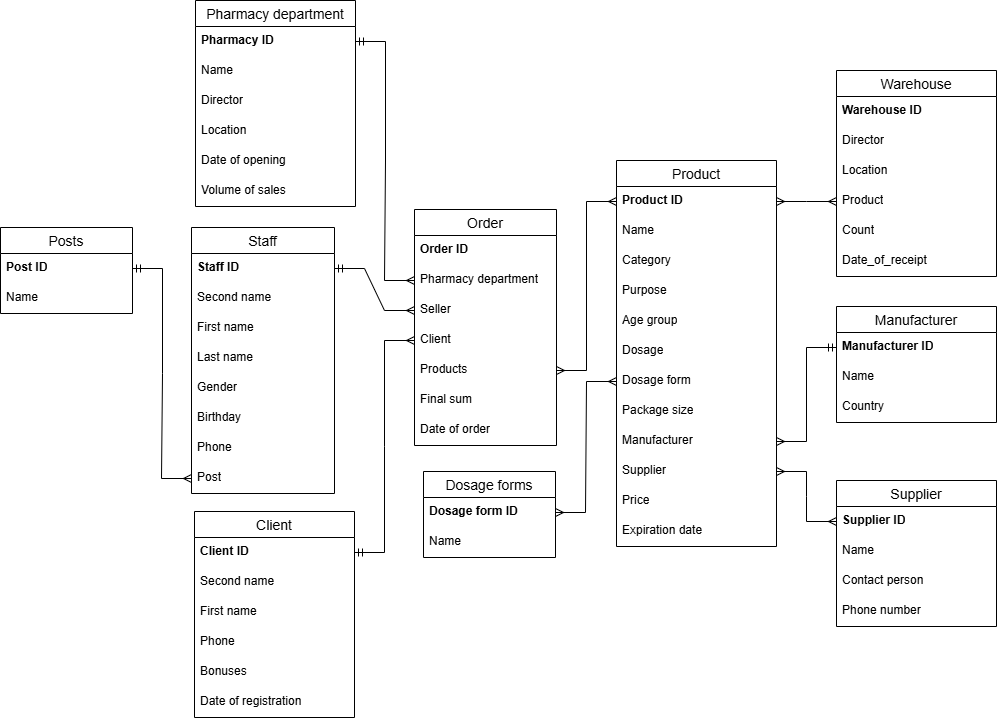 Pharmacy department
Pharmacy ID
Name
Director
Location
Date of opening
Volume of sales
Posts
Post ID
Name
Staff
Staff ID
Second name
First name
Last name
Gender
Birthday
Phone
Post
Client
Client ID
Second name
First name
Phone
Bonuses
Date of registration
Order
Order ID
Pharmacy department
Seller
Client
Products
Final sum
Date of order
Dosage forms
Dosage form ID
Name
Product
Product ID
Name
Category
Purpose
Age group
Dosage
Dosage form
Package size
Manufacturer
Supplier
Price
Expiration date
Warehouse
Warehouse ID
Director
Location
Product
Count
Date_of_receipt
Manufacturer
Manufacturer ID
Name
Country
Supplier
Supplier ID
Name
Contact person
Phone number